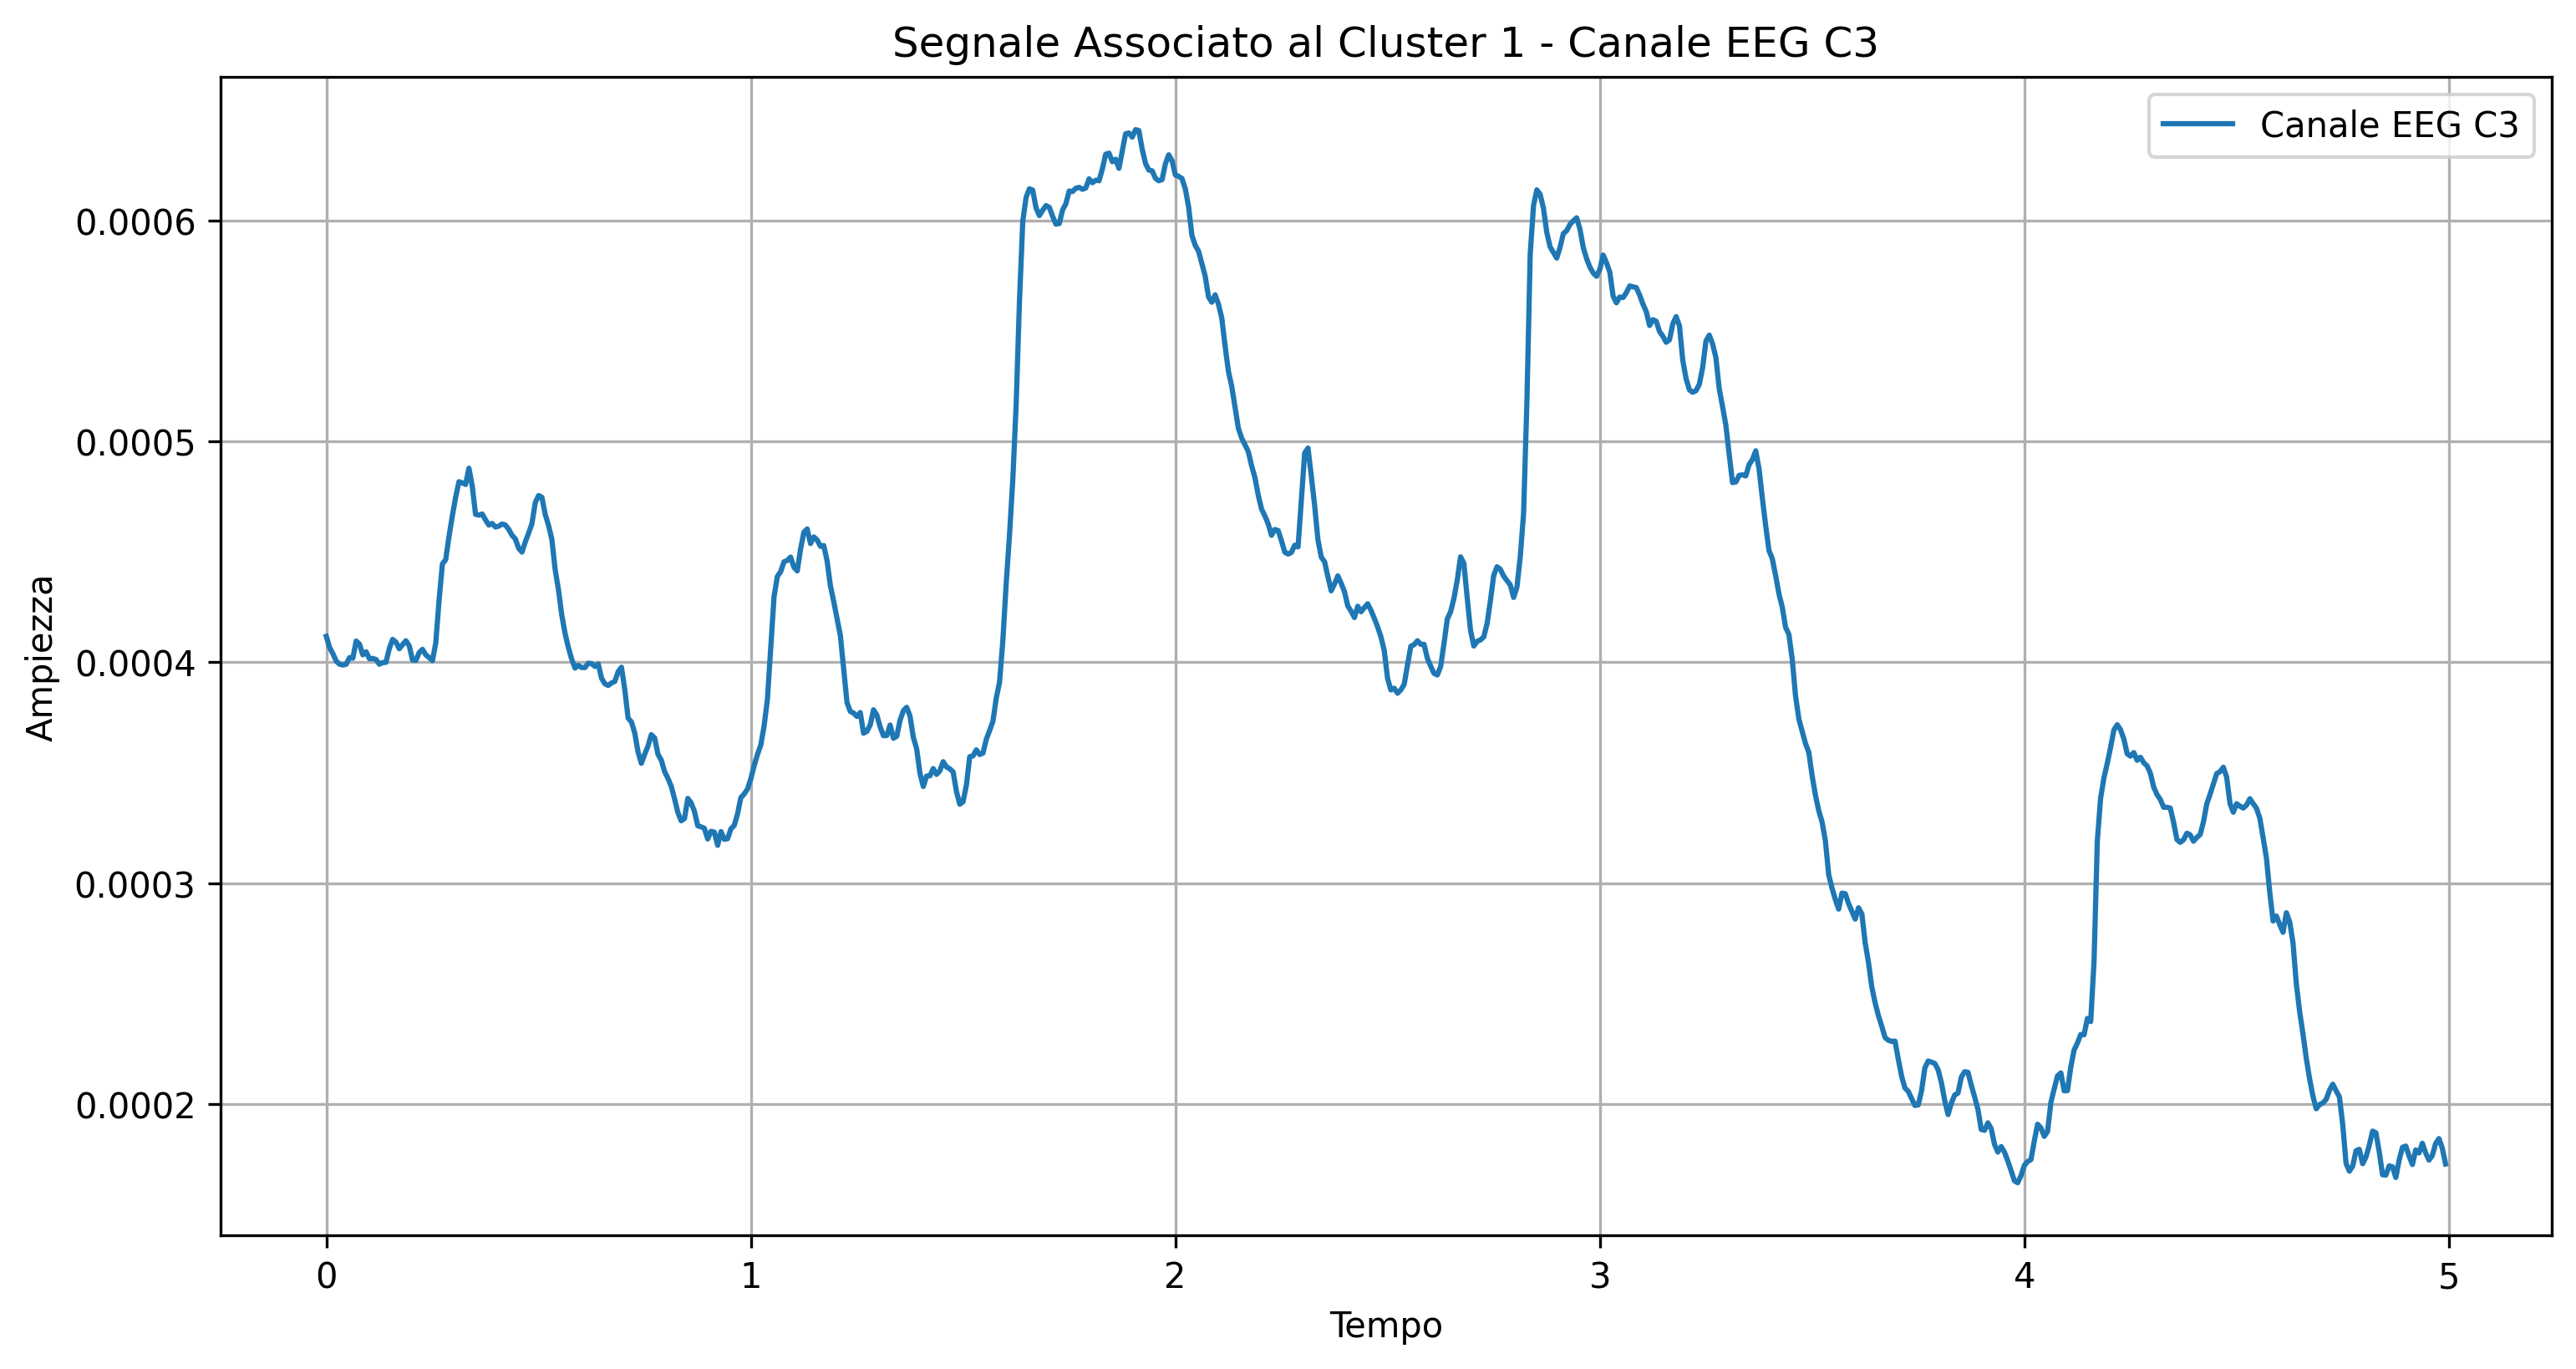 Segnale Associato al Cluster 1 - Canale EEG C3
Canale EEG C3
0.0006
0.0005
0.0004
0.0003
0.0002
Ampiezza
0 1 2 3 4 5
Tempo